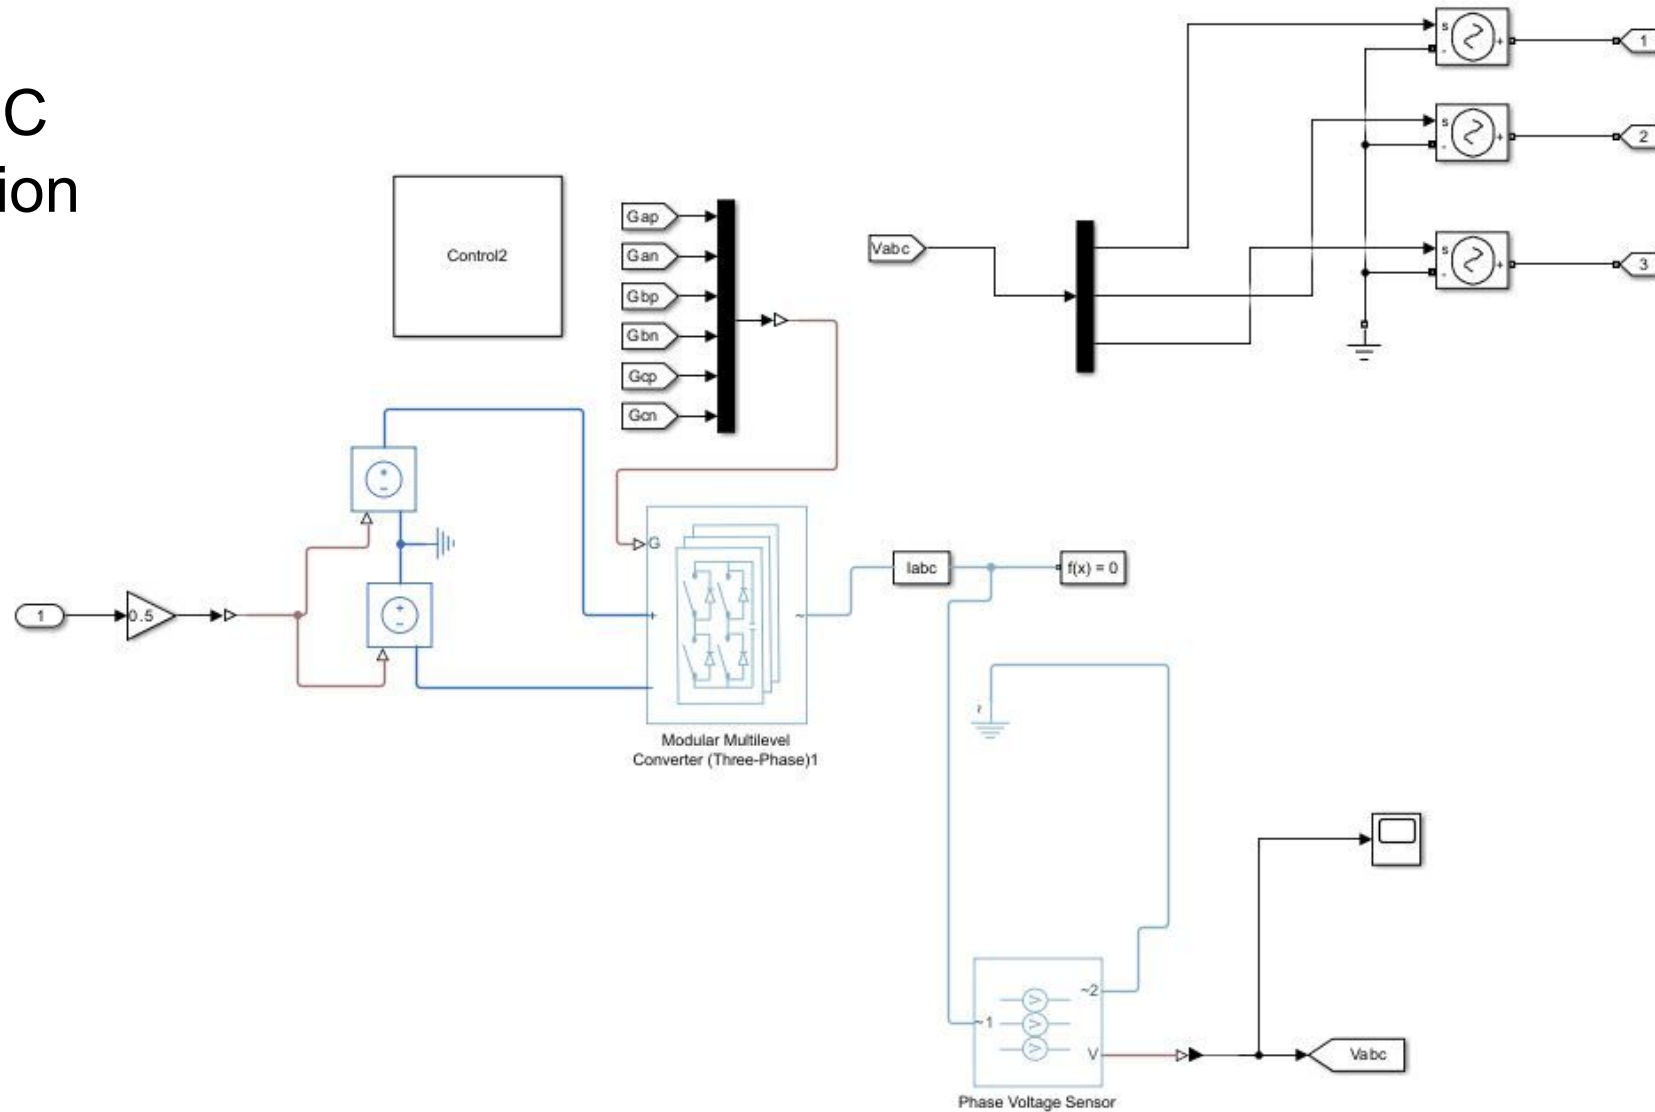 C
ion
Control2
Gap
Gan
Gbp
Gbn
Gcp
Gcn
Vabc
s
-
+
1
s
-
+
2
s
-
+
3
+
−
+
−
1
0.5
G
+
~
−
Modular Multilevel
Converter (Three-Phase)1
Iabc
f(x) = 0
~
~2
~1
V
V
V
V
Vabc
Phase Voltage Sensor